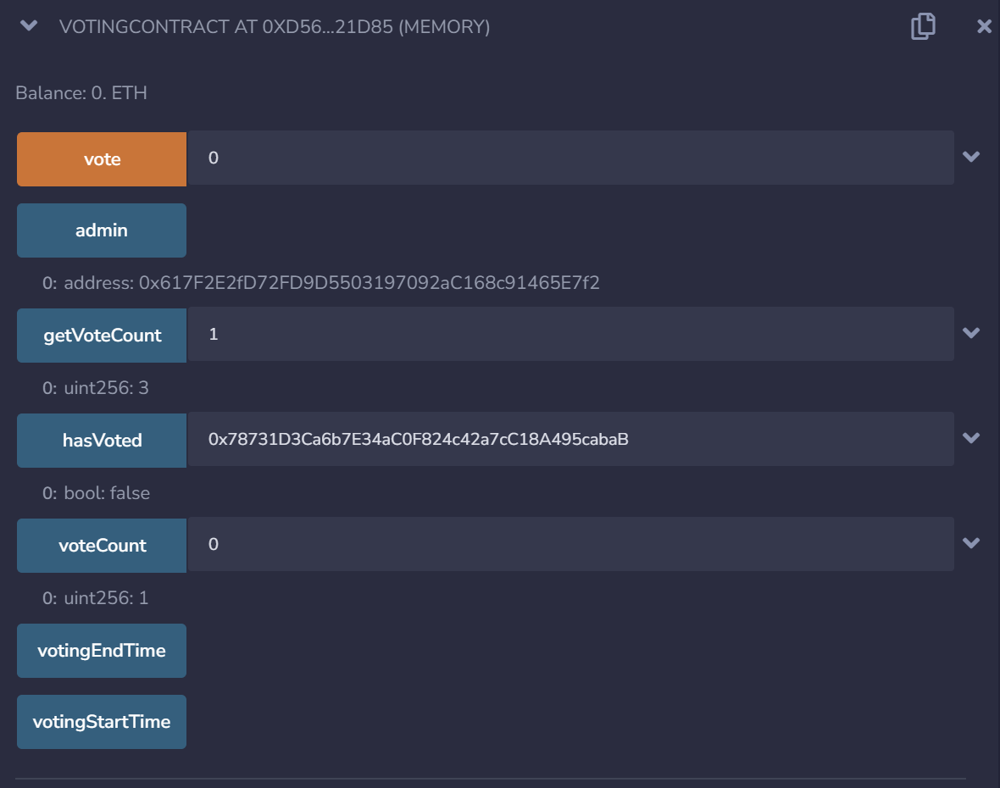 VOTINGCONTRACT AT 0XD56...21D85 (MEMORY)
Balance: 0. ETH
vote 0
admin
0: address: 0x617F2E2fD72FD9D5503197092aC168c91465E7f2
getVoteCount 1
0: uint256: 3
hasVoted 0x78731D3Ca6b7E34aC0F824c42a7cC18A495cabaB
0: bool: false
voteCount 0
0: uint256: 1
votingEndTime
votingStartTime